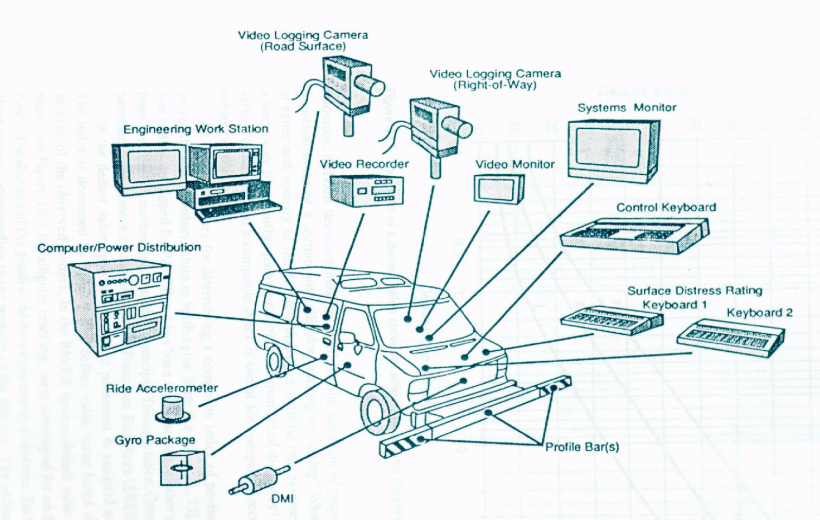 Video Logging Camera
(Road Surface)
Video Logging Camera
(Right-of-Way)
Systems Monitor
Engineering Work Station
Video Recorder
Video Monitor
Control Keyboard
Computer/Power Distribution
Surface Distress Rating
Keyboard 1
Keyboard 2
Ride Accelerometer
Gyro Package
Profile Bar(s)
DMI